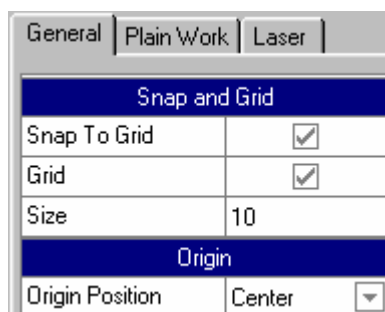 General Plain Work Laser
Snap and Grid
Snap To Grid
Grid
Size 10
Origin
Origin Position Center